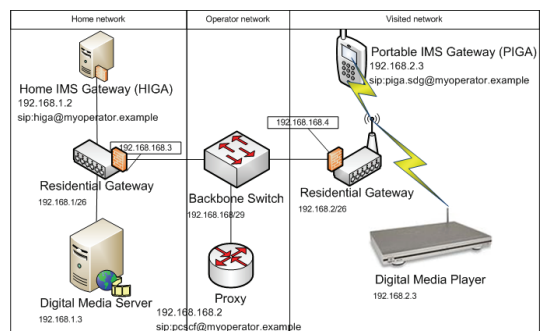 Home network
Operator network
Visited network
Home IMS Gateway (HIGA)
192.168.1.2
sip:higa@myoperator.example
Portable IMS Gateway (PIGA)
192.168.2.3
sip:piga.sdg@myoperator.example
192.168.168.3
192.168.168.4
Residential Gateway
192.168.1/26
Backbone Switch
192.168.168/29
Residential Gateway
192.168.2/26
Digital Media Server
192.168.1.3
Proxy
192.168.168.2
sip:pcscf@myoperator.example
Digital Media Player
192.168.2.3